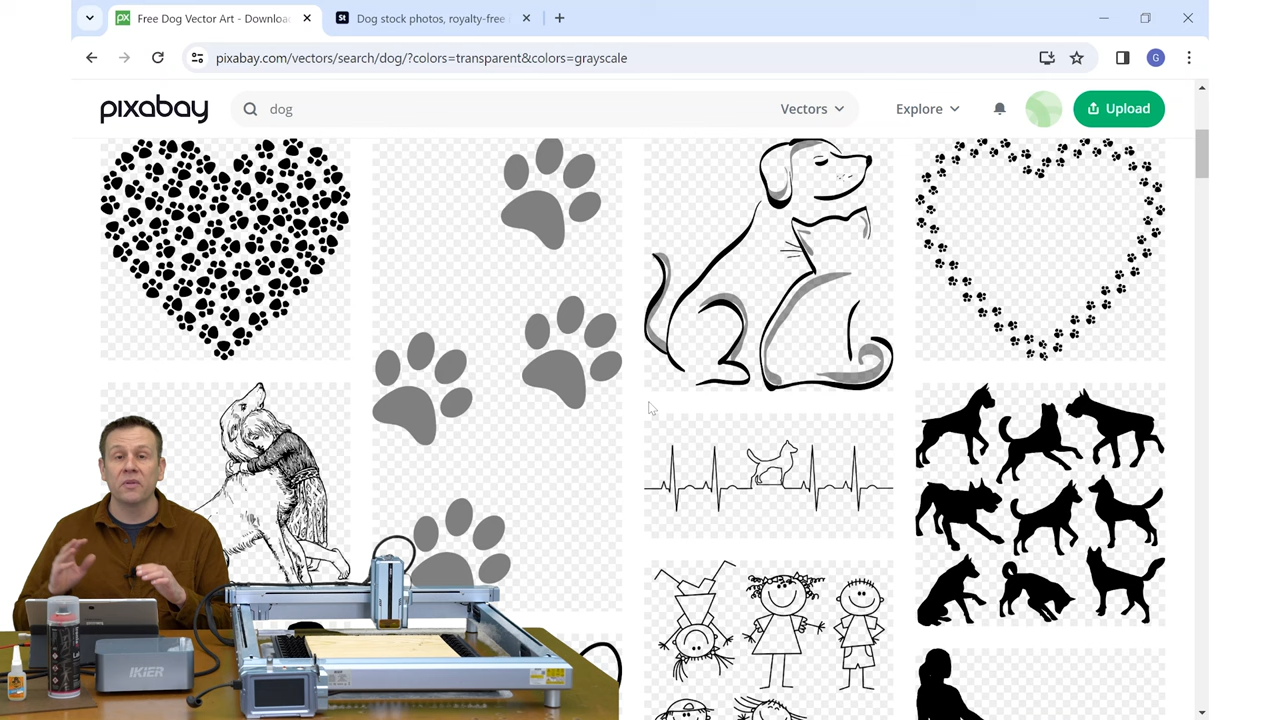 Free Dog Vector Art - Downloa
Dog stock photos, royalty-free
pixabay.com/vectors/search/dog/?colors=transparent&colors=grayscale
G
pixabay
dog
Vectors
Explore
Upload
IKIER